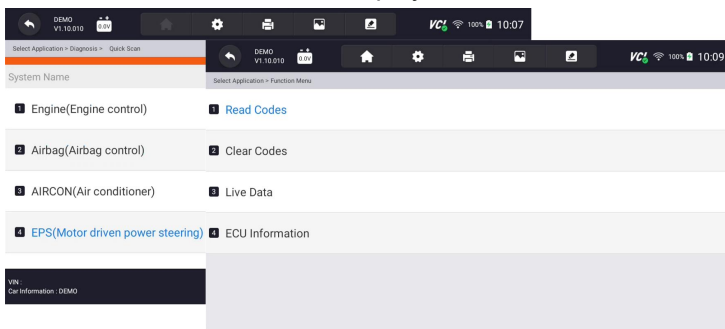 DEMO
V1.10.010
0.0V
VCI
100%
10:07
Select Application > Diagnosis > Quick Scan
System Name
1 Engine(Engine control)
2 Airbag(Airbag control)
3 AIRCON(Air conditioner)
4 EPS(Motor driven power steering)
VIN :
Car Information : DEMO
DEMO
V1.10.010
0.0V
VCI
100%
10:09
Select Application > Function Menu
1 Read Codes
2 Clear Codes
3 Live Data
4 ECU Information